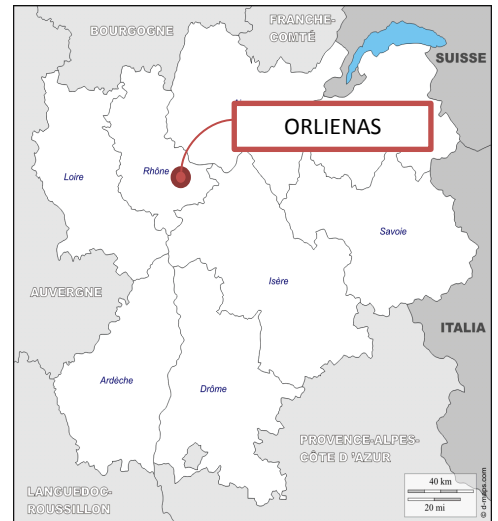 BOURGOGNE
FRANCHE-
COMTÉ
SUISSE
ORLIENAS
Loire
Rhône
Savoie
Isère
AUVERGNE
ITALIA
Ardèche
Drôme
PROVENCE-ALPES-
CÔTE D 'AZUR
LANGUEDOC-
ROUSSILLON
40 km
20 mi
© d-maps.com